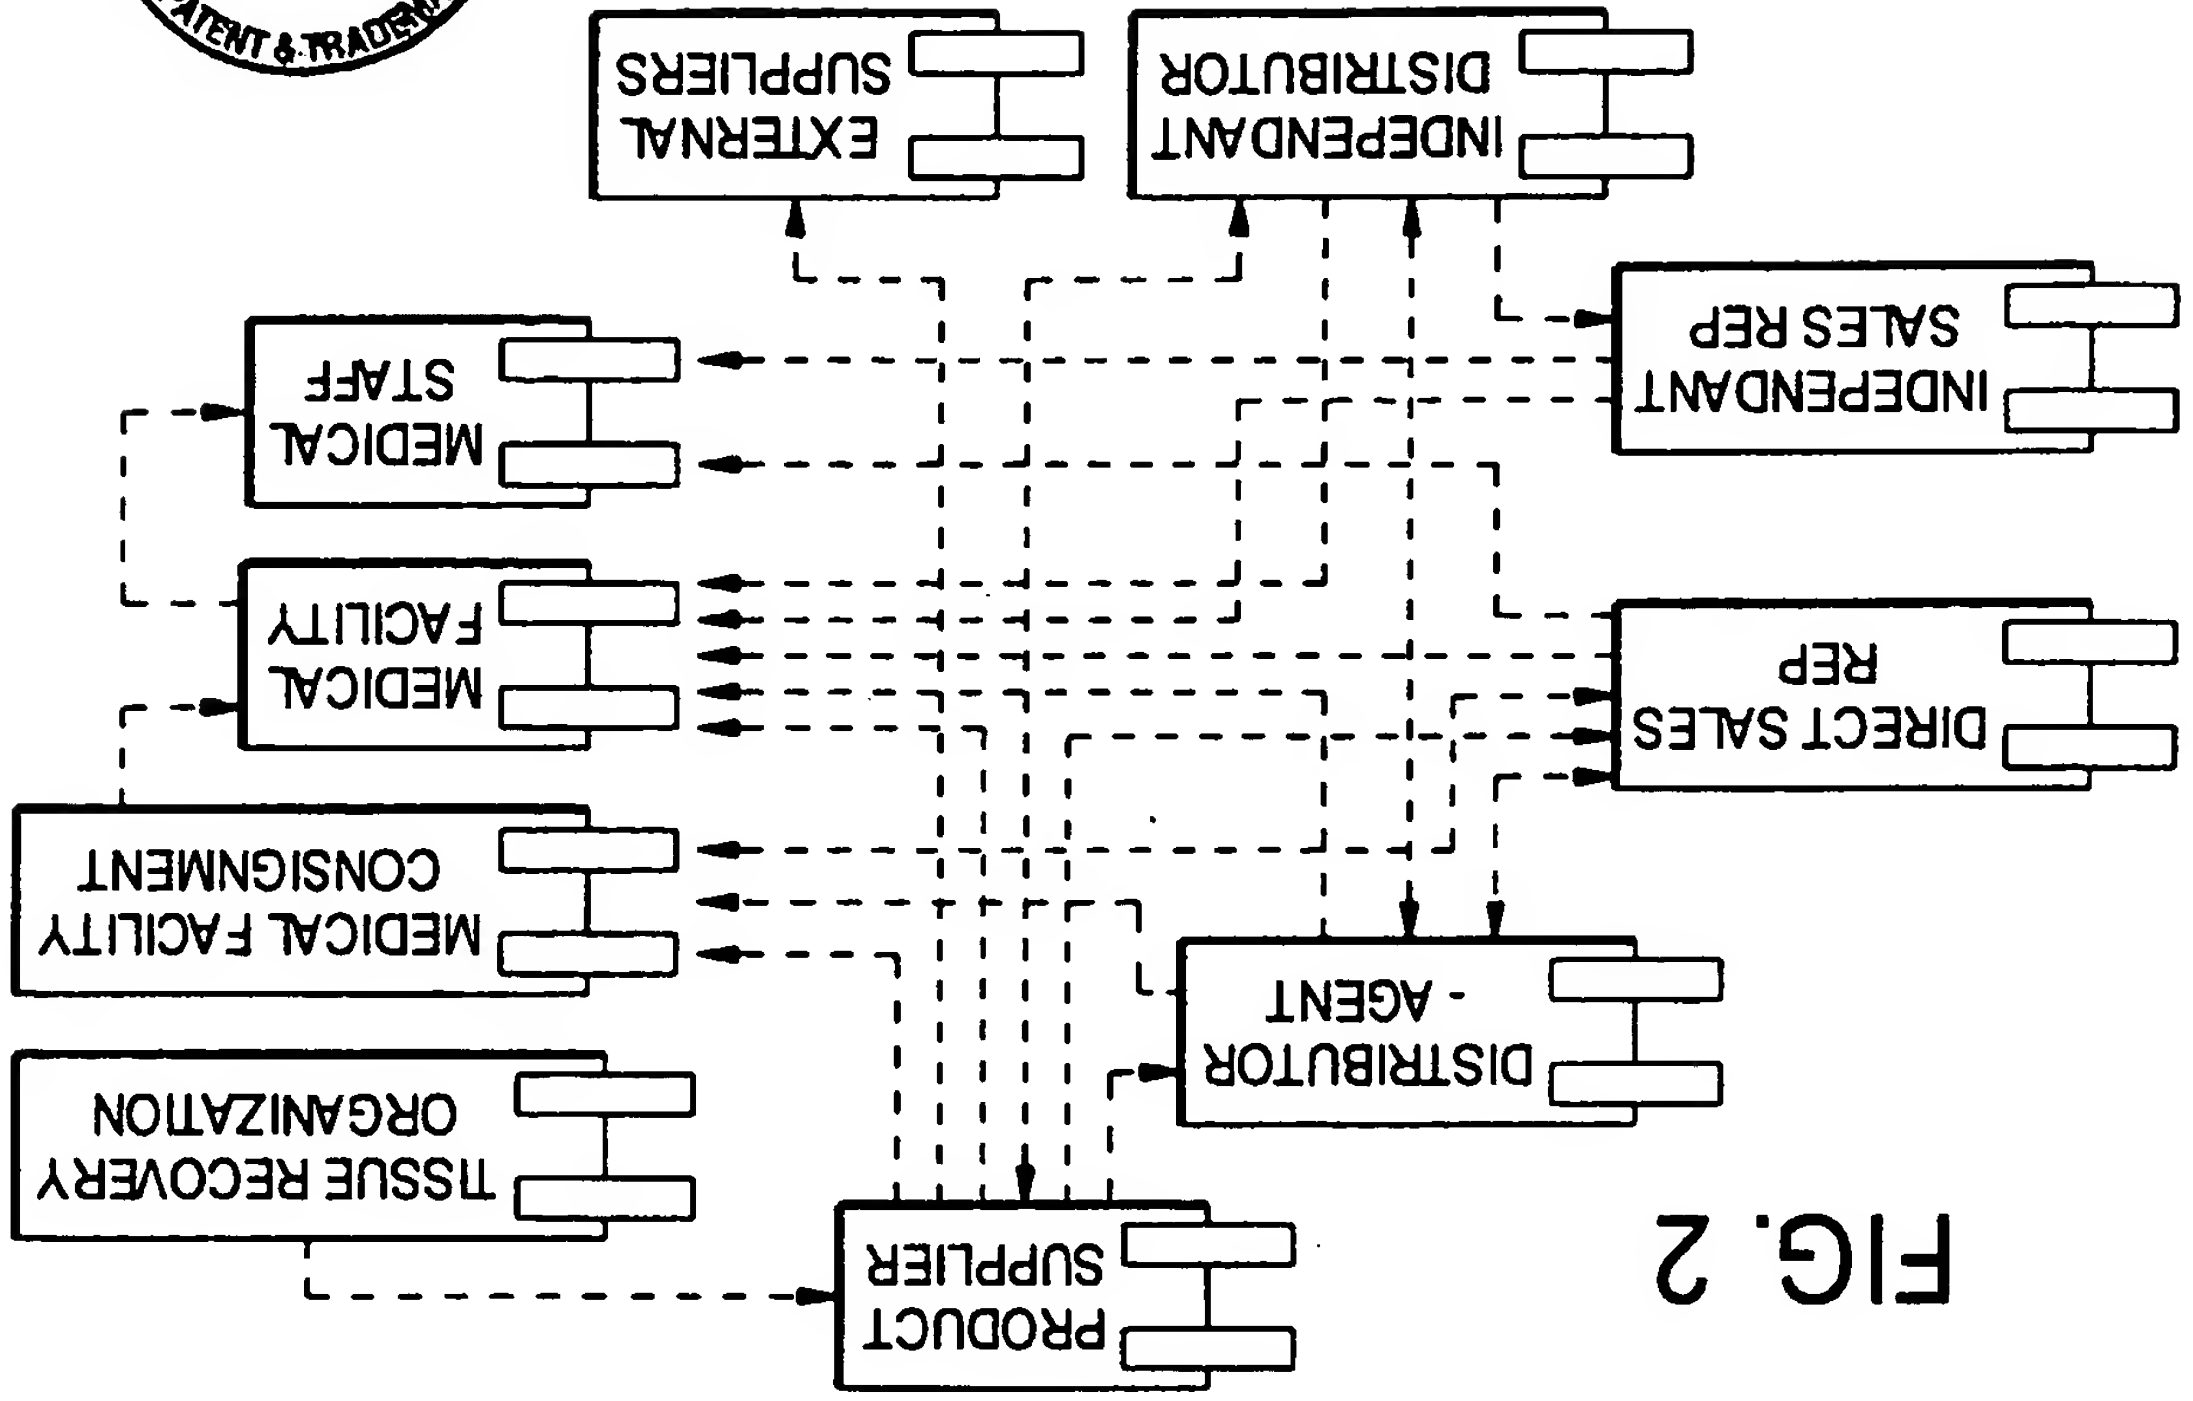 FIG. 2
PRODUCT
SUPPLIER
TISSUE RECOVERY
ORGANIZATION
DISTRIBUTOR
- AGENT
MEDICAL FACILITY
CONSIGNMENT
DIRECT SALES
REP
MEDICAL
FACILITY
INDEPENDANT
SALES REP
MEDICAL
STAFF
INDEPENDANT
DISTRIBUTOR
EXTERNAL
SUPPLIERS
PATENT &